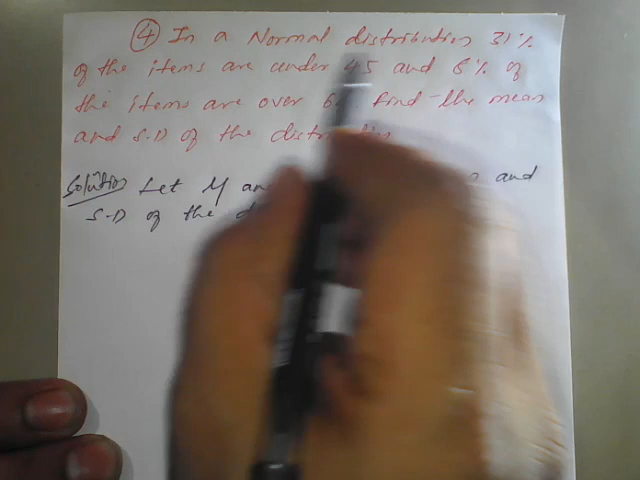 ④ In a Normal distribution 31%
of the items are under 45 and 8% of
the items are over find the mean
and S.D of the
Solution Let μ and
S.D of the